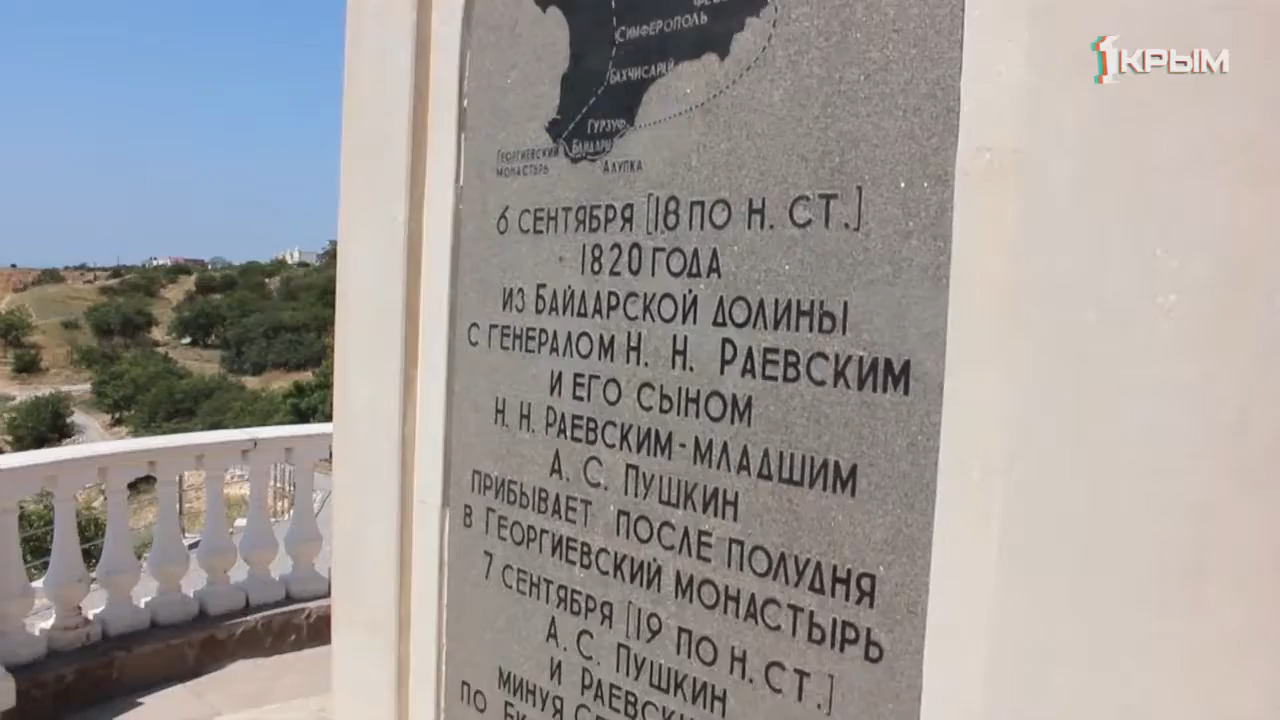 1КРЫМ
СИМФЕРОПОЛЬ
БАХЧИСАРАЙ
ГУРЗУФ
ГЕОРГИЕВСКИЙ
МОНАСТЫРЬ
БАЙДАРЫ
АЛУПКА
6 СЕНТЯБРЯ [18 ПО Н. СТ.]
1820 ГОДА
ИЗ БАЙДАРСКОЙ ДОЛИНЫ
С ГЕНЕРАЛОМ Н. Н. РАЕВСКИМ
И ЕГО СЫНОМ
Н. Н. РАЕВСКИМ-МЛАДШИМ
А. С. ПУШКИН
ПРИБЫВАЕТ ПОСЛЕ ПОЛУДНЯ
В ГЕОРГИЕВСКИЙ МОНАСТЫРЬ
7 СЕНТЯБРЯ [19 ПО Н. СТ.]
А. С. ПУШКИН
И РАЕВСКИ
МИНУЯ
ПО